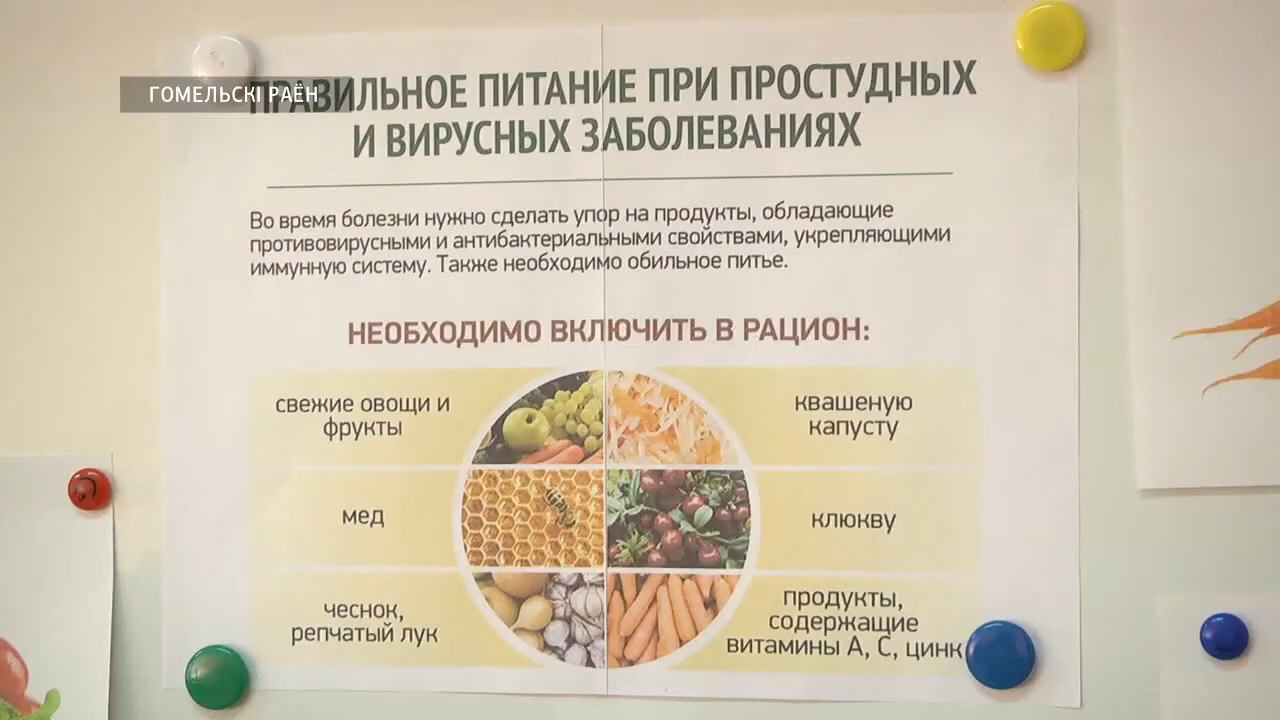 ГОМЕЛЬСКІ РАЁН
ПРАВИЛЬНОЕ ПИТАНИЕ ПРИ ПРОСТУДНЫХ
И ВИРУСНЫХ ЗАБОЛЕВАНИЯХ
Во время болезни нужно сделать упор на продукты, обладающие
противовирусными и антибактериальными свойствами, укрепляющими
иммунную систему. Также необходимо обильное питье.
НЕОБХОДИМО ВКЛЮЧИТЬ В РАЦИОН:
свежие овощи и
фрукты
квашеную
капусту
мед
клюкву
чеснок,
репчатый лук
продукты,
содержащие
витамины А, С, цинк